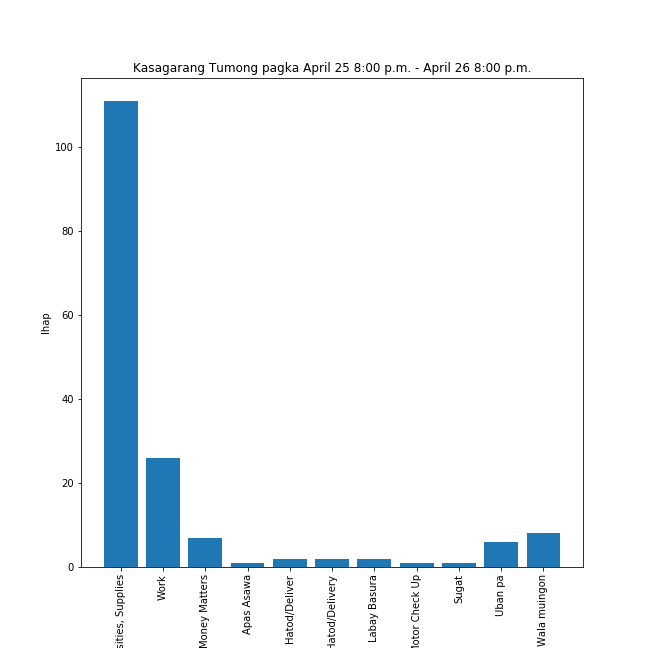 Kasagarang Tumong pagka April 25 8:00 p.m. - April 26 8:00 p.m.
Ihap
100
80
60
40
20
0
sities, Supplies
Work
Money Matters
Apas Asawa
Hatod/Deliver
Hatod/Delivery
Labay Basura
Motor Check Up
Sugat
Uban pa
Wala muingon